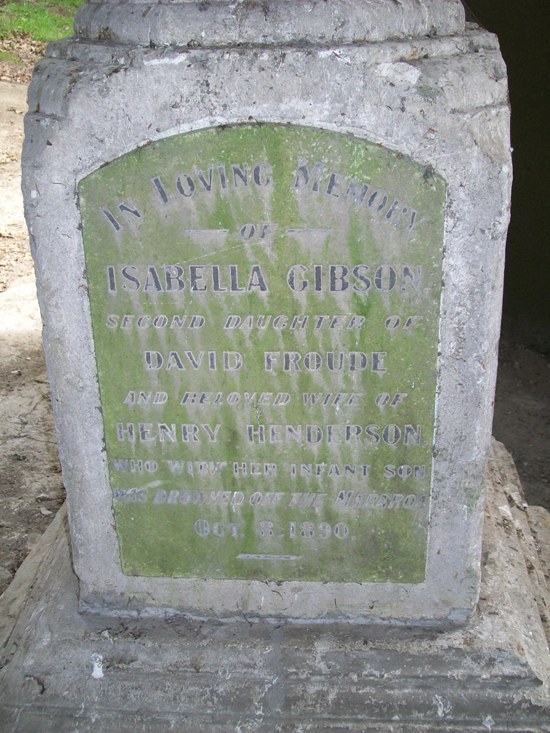 In Loving Memory
OF
ISABELLA GIBSON
SECOND DAUGHTER OF
DAVID FROUDE
AND BELOVED WIFE OF
HENRY HENDERSON
WHO WITH HER INFANT SON
WAS DROWNED OFF THE
OCT. 8. 1890.